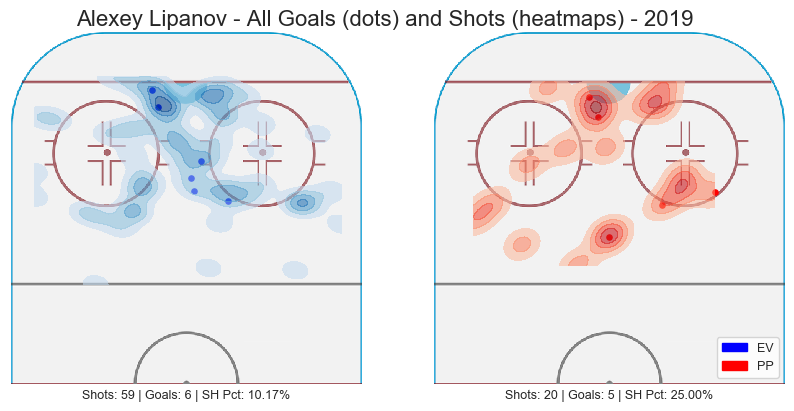 Alexey Lipanov - All Goals (dots) and Shots (heatmaps) - 2019
EV
PP
Shots: 59 | Goals: 6 | SH Pct: 10.17%
Shots: 20 | Goals: 5 | SH Pct: 25.00%